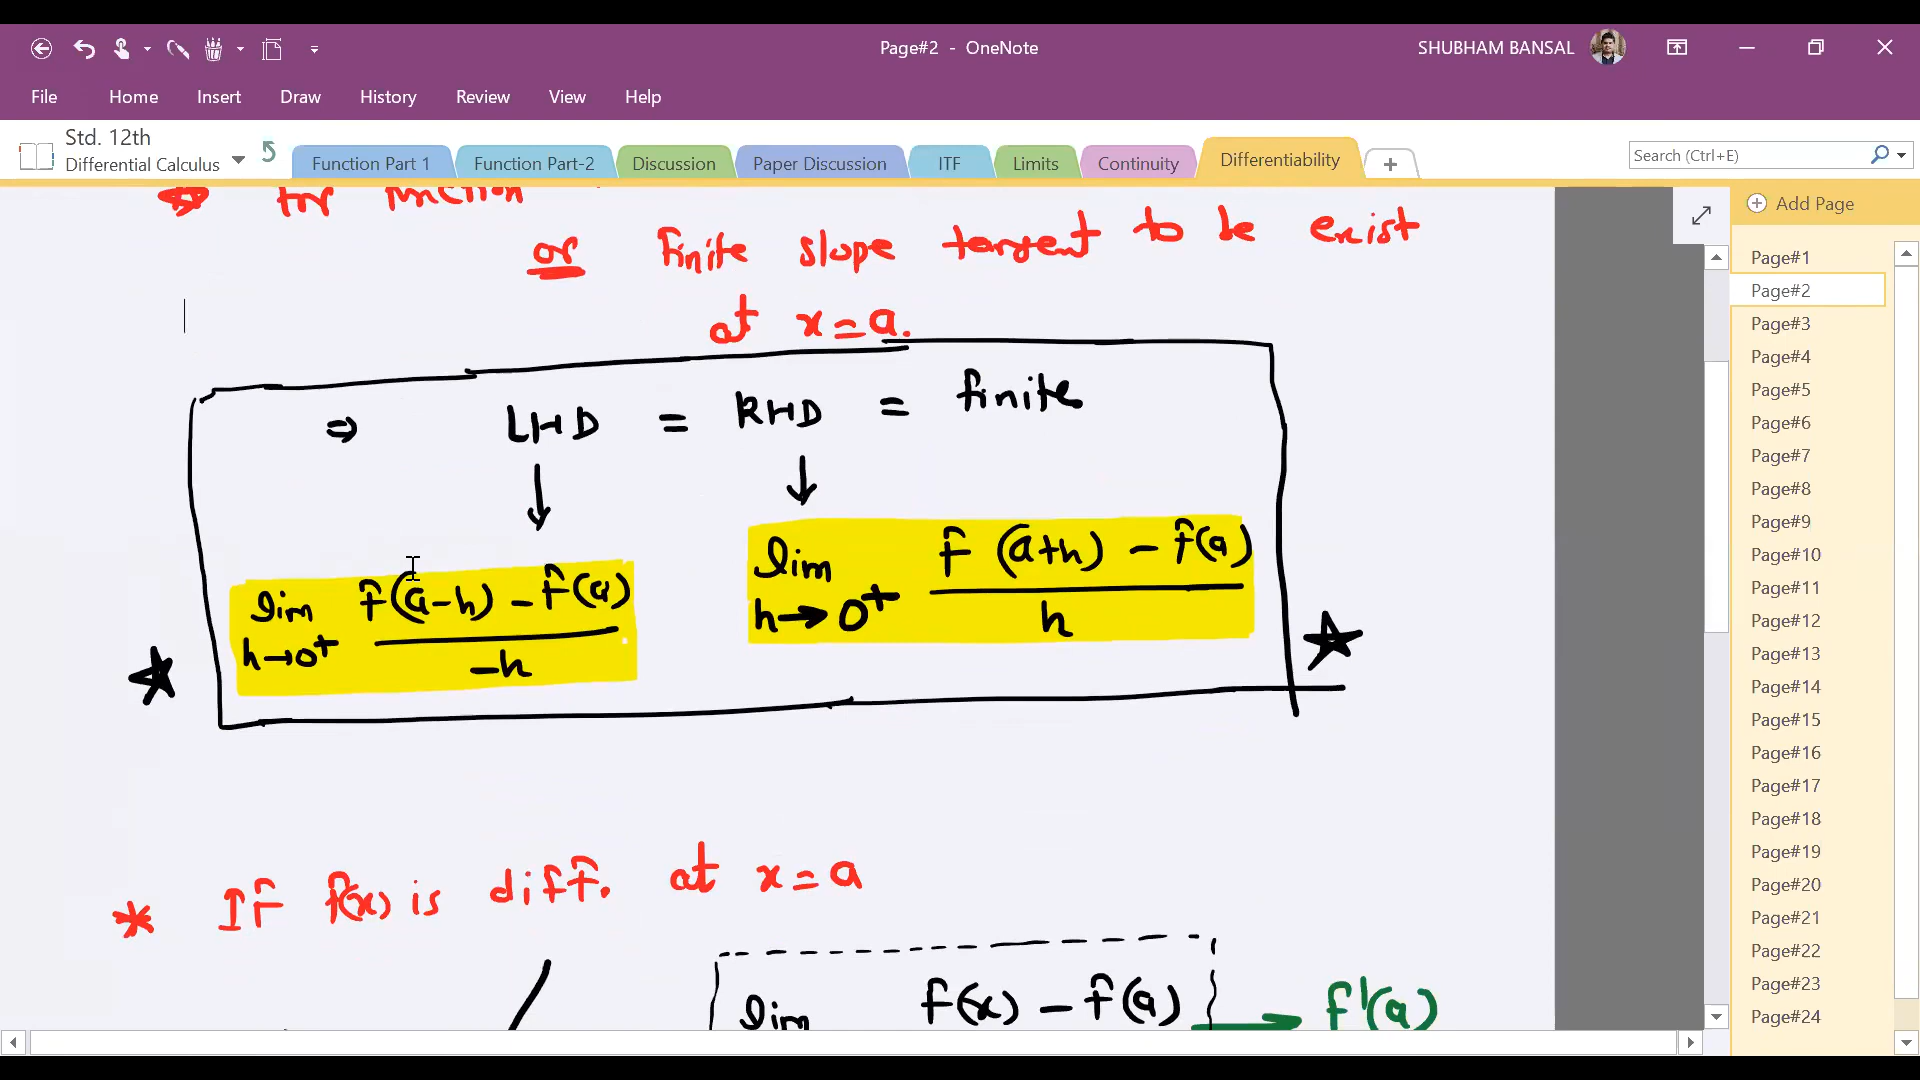 Page#2 - OneNote
SHUBHAM BANSAL
File Home Insert Draw History Review View Help
Std. 12th
Differential Calculus
Function Part 1 Function Part-2 Discussion Paper Discussion ITF Limits Continuity Differentiability
Search (Ctrl+E)
for function
or finite slope tangent to be exist
at x = a.
⇒ LHD = RHD = finite
lim h→0+ f(a-h) - f(a) / -h
lim h→0+ f(a+h) - f(a) / h
* If f(x) is diff. at x = a
lim f(x) - f(a) → f'(a)
Add Page
Page#1
Page#2
Page#3
Page#4
Page#5
Page#6
Page#7
Page#8
Page#9
Page#10
Page#11
Page#12
Page#13
Page#14
Page#15
Page#16
Page#17
Page#18
Page#19
Page#20
Page#21
Page#22
Page#23
Page#24